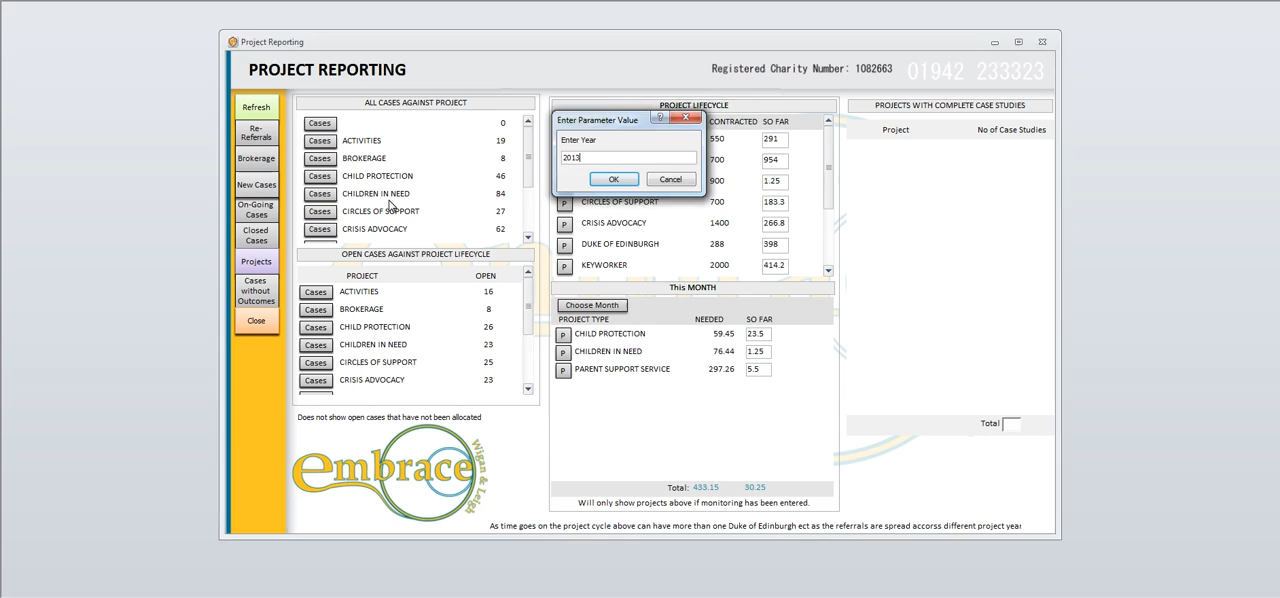 Project Reporting
PROJECT REPORTING
Registered Charity Number: 1082663
01942 233323
Refresh
Re-
Referrals
Brokerage
New Cases
On-Going
Cases
Closed
Cases
Projects
Cases
without
Outcomes
Close
ALL CASES AGAINST PROJECT
Cases 0
Cases ACTIVITIES 19
Cases BROKERAGE 8
Cases CHILD PROTECTION 46
Cases CHILDREN IN NEED 84
Cases CIRCLES OF SUPPORT 27
Cases CRISIS ADVOCACY 62
OPEN CASES AGAINST PROJECT LIFECYCLE
PROJECT OPEN
Cases ACTIVITIES 16
Cases BROKERAGE 8
Cases CHILD PROTECTION 26
Cases CHILDREN IN NEED 23
Cases CIRCLES OF SUPPORT 25
Cases CRISIS ADVOCACY 23
Does not show open cases that have not been allocated
embrace
Wigan & Leigh
PROJECT LIFECYCLE
CONTRACTED SO FAR
550 291
700 954
900 1.25
P CIRCLES OF SUPPORT 700 183.3
P CRISIS ADVOCACY 1400 266.8
P DUKE OF EDINBURGH 288 398
P KEYWORKER 2000 414.2
Enter Parameter Value
?
Enter Year
2013
OK Cancel
This MONTH
Choose Month
PROJECT TYPE NEEDED SO FAR
P CHILD PROTECTION 59.45 23.5
P CHILDREN IN NEED 76.44 1.25
P PARENT SUPPORT SERVICE 297.26 5.5
Total: 433.15 30.25
Will only show projects above if monitoring has been entered.
PROJECTS WITH COMPLETE CASE STUDIES
Project No of Case Studies
Total
As time goes on the project cycle above can have more than one Duke of Edinburgh ect as the referrals are spread accorss different project year